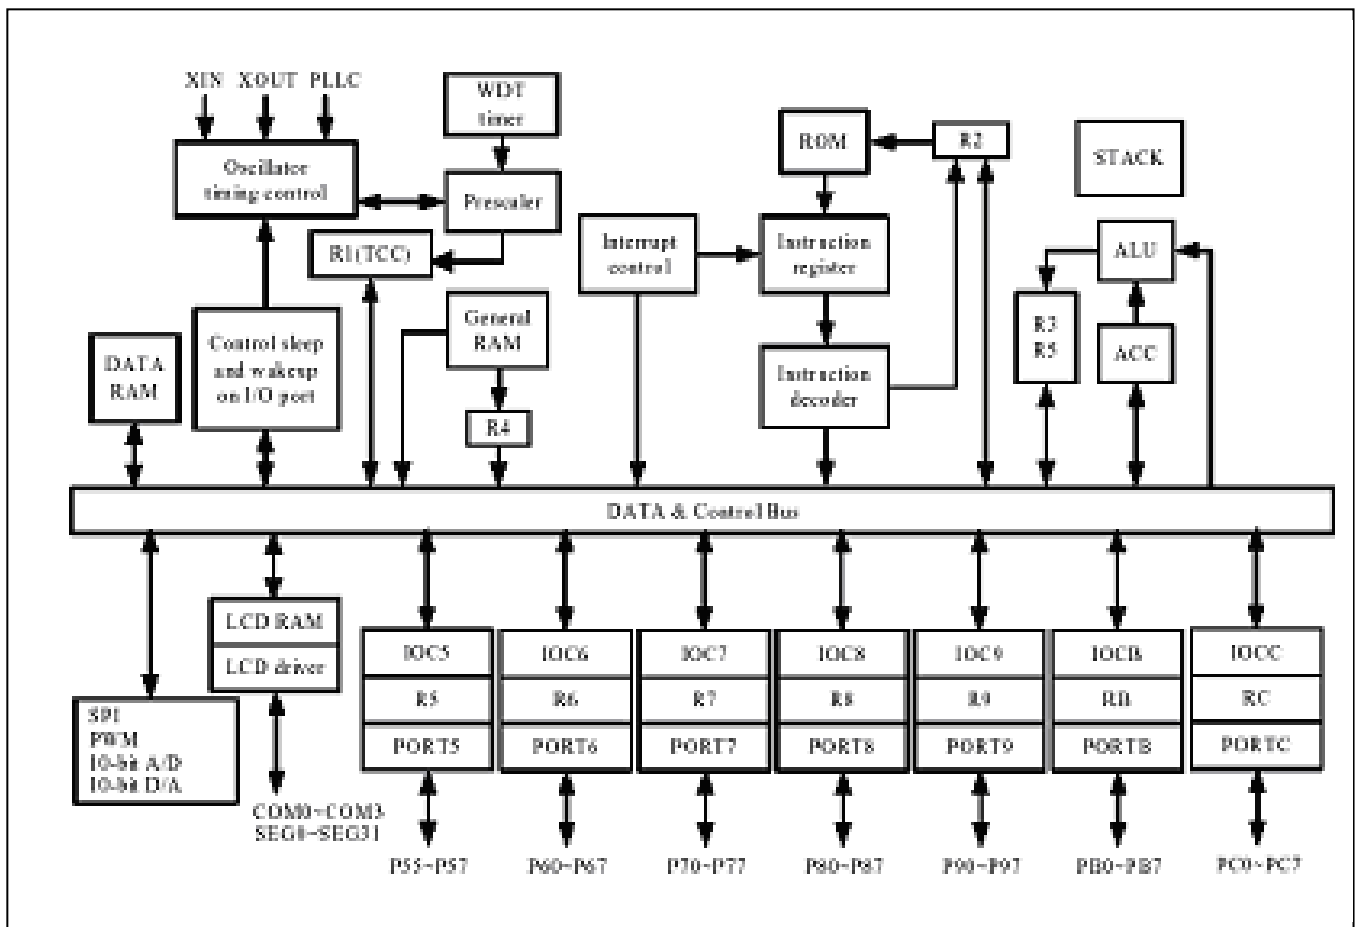 XIN XOUT PLLC
WDT
timer
Oscillator
timing control
Prescaler
R1(TCC)
ROM
R2
STACK
Interrupt
control
Instruction
register
ALU
General
RAM
R3
R5
ACC
DATA
RAM
Control sleep
and wakeup
on I/O port
Instruction
decoder
R4
DATA & Control Bus
LCD RAM
LCD driver
SPI
PWM
10-bit A/D
10-bit D/A
COM0~COM3
SEG0~SEG31
IOC5
R5
PORT5
P55~P57
IOC6
R6
PORT6
P60~P67
IOC7
R7
PORT7
P70~P77
IOC8
R8
PORT8
P80~P87
IOC9
R9
PORT9
P90~P97
IOCB
RB
PORTB
PB0~PB7
IOCC
RC
PORTC
PC0~PC7